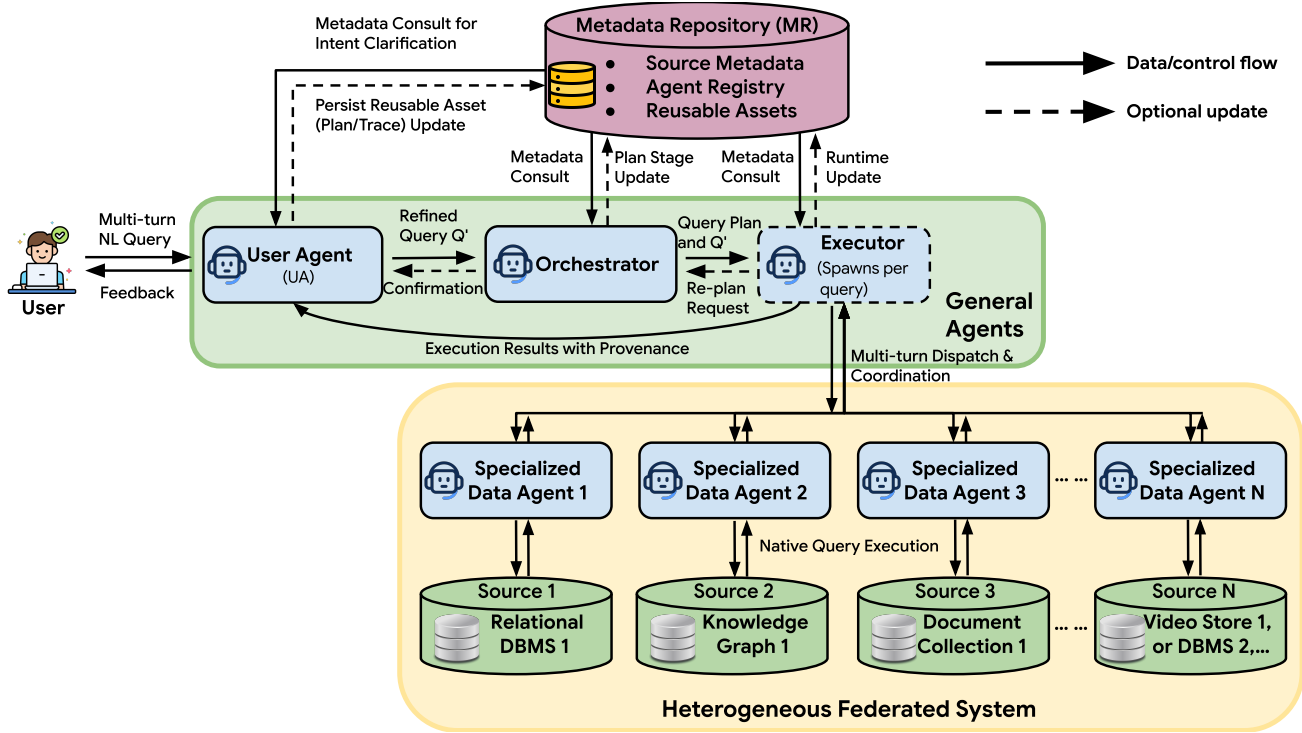 Metadata Consult for
Intent Clarification
Metadata Repository (MR)
• Source Metadata
• Agent Registry
• Reusable Assets
Data/control flow
Optional update
Persist Reusable Asset
(Plan/Trace) Update
Metadata
Consult
Plan Stage
Update
Metadata
Consult
Runtime
Update
Multi-turn
NL Query
Feedback
User
User Agent
(UA)
Refined
Query Q'
Confirmation
Orchestrator
Query Plan
and Q'
Re-plan
Request
Executor
(Spawns per
query)
General
Agents
Execution Results with Provenance
Multi-turn Dispatch &
Coordination
Specialized
Data Agent 1
Specialized
Data Agent 2
Specialized
Data Agent 3
... ...
Specialized
Data Agent N
Native Query Execution
Source 1
Relational
DBMS 1
Source 2
Knowledge
Graph 1
Source 3
Document
Collection 1
... ...
Source N
Video Store 1,
or DBMS 2,...
Heterogeneous Federated System